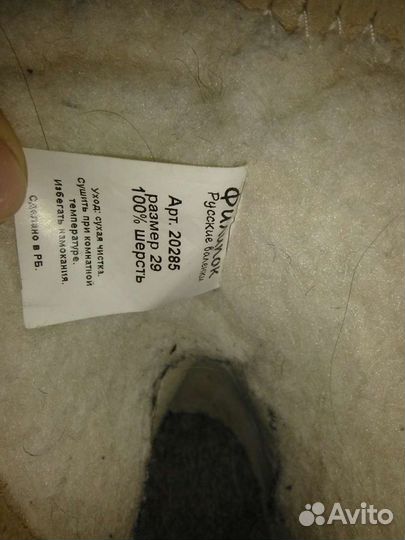 Филипок
Русские валенки
Арт. 20285
размер 29
100% шерсть
Уход: сухая чистка.
Сушить при комнатной
температуре.
Избегать намокания.
Сделано в РБ.
Avito